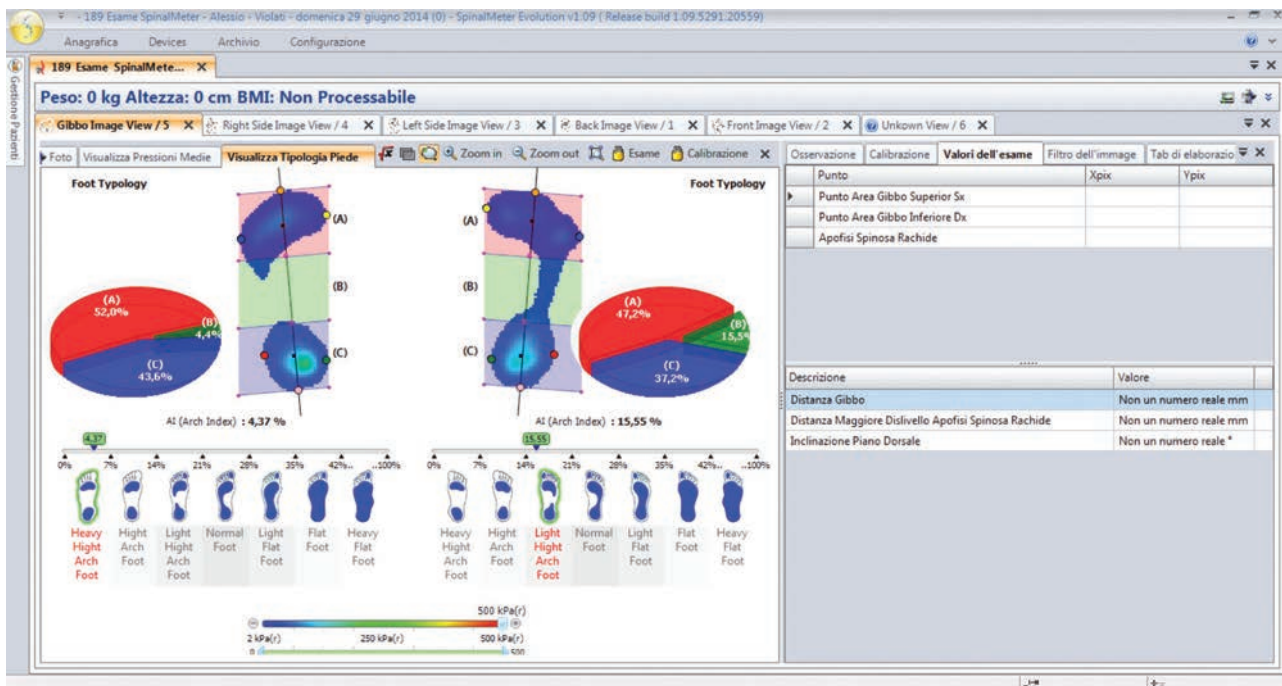 - 189 Esame SpinalMeter - Alessio - Violati - domenica 29 giugno 2014 (0) - SpinalMeter Evolution v1.09 ( Release build 1.09.5291.20559)
Anagrafica Devices Archivio Configurazione
Gestione Pazienti
189 Esame SpinalMete... X
Peso: 0 kg Altezza: 0 cm BMI: Non Processabile
Gibbo Image View / 5 X Right Side Image View / 4 X Left Side Image View / 3 X Back Image View / 1 X Front Image View / 2 X Unkown View / 6 X
Foto Visualizza Pressioni Medie Visualizza Tipologia Piede Zoom in Zoom out Esame Calibrazione X
Foot Typology Foot Typology
(A) (A)
(B) (B)
(C) (C)
(A)
52,0%
(B)
4,4%
(C)
43,6%
(A)
47,2%
(B)
15,5%
(C)
37,2%
AI (Arch Index) : 4,37 % AI (Arch Index) : 15,55 %
4,37 15,55
0% 7% 14% 21% 28% 35% 42%.. ..100%
0% 7% 14% 21% 28% 35% 42%.. ..100%
Heavy Hight Light Normal Light Flat Heavy
Hight Arch Hight Foot Flat Foot Flat
Arch Foot Arch Foot Foot
Foot Foot
Heavy Hight Light Normal Light Flat Heavy
Hight Arch Hight Foot Flat Foot Flat
Arch Foot Arch Foot Foot
Foot Foot
500 kPa(r)
2 kPa(r) 250 kPa(r) 500 kPa(r)
0 500
Osservazione Calibrazione Valori dell'esame Filtro dell'immage Tab di elaborazio
Punto Xpix Ypix
Punto Area Gibbo Superior Sx
Punto Area Gibbo Inferiore Dx
Apofisi Spinosa Rachide
Descrizione Valore
Distanza Gibbo Non un numero reale mm
Distanza Maggiore Dislivello Apofisi Spinosa Rachide Non un numero reale mm
Inclinazione Piano Dorsale Non un numero reale °